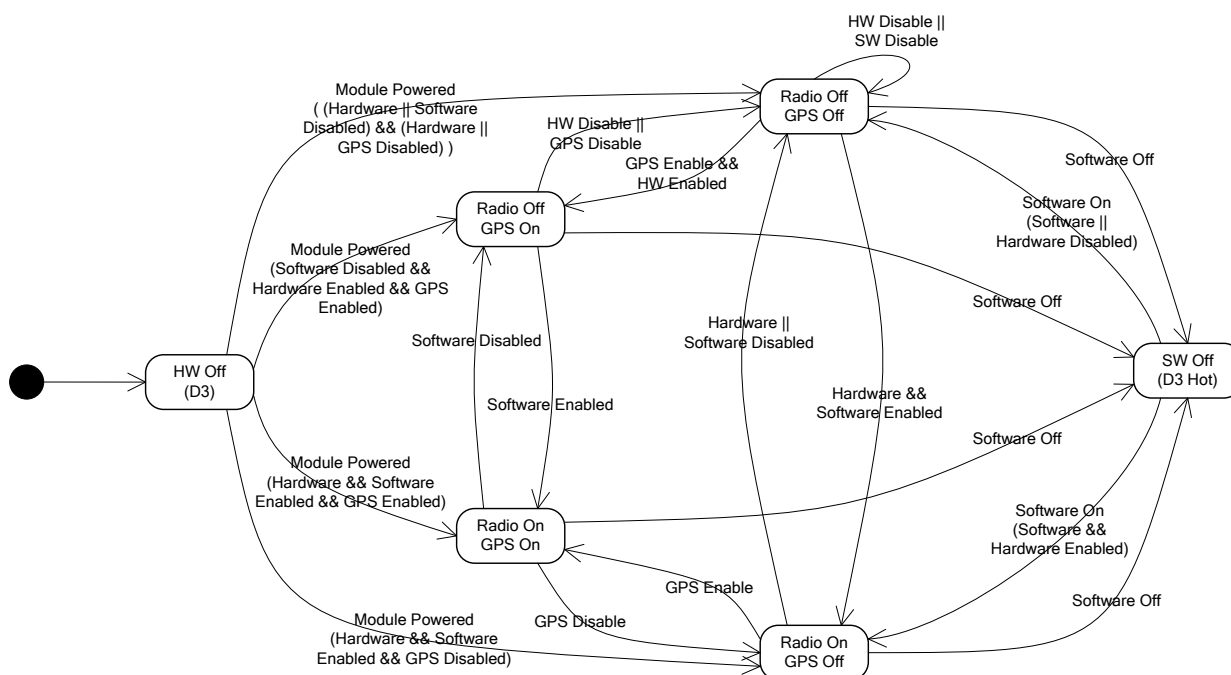 HW Disable ||
SW Disable
Module Powered
( (Hardware || Software
Disabled) && (Hardware ||
GPS Disabled) )
Radio Off
GPS Off
HW Disable ||
GPS Disable
GPS Enable &&
HW Enabled
Software Off
Radio Off
GPS On
Software On
(Software ||
Hardware Disabled)
Module Powered
(Software Disabled &&
Hardware Enabled && GPS
Enabled)
Software Off
Software Disabled
Hardware ||
Software Disabled
HW Off
(D3)
SW Off
(D3 Hot)
Software Enabled
Hardware &&
Software Enabled
Software Off
Module Powered
(Hardware && Software
Enabled && GPS Enabled)
Radio On
GPS On
Software On
(Software &&
Hardware Enabled)
GPS Enable
GPS Disable
Software Off
Module Powered
(Hardware && Software
Enabled && GPS Disabled)
Radio On
GPS Off